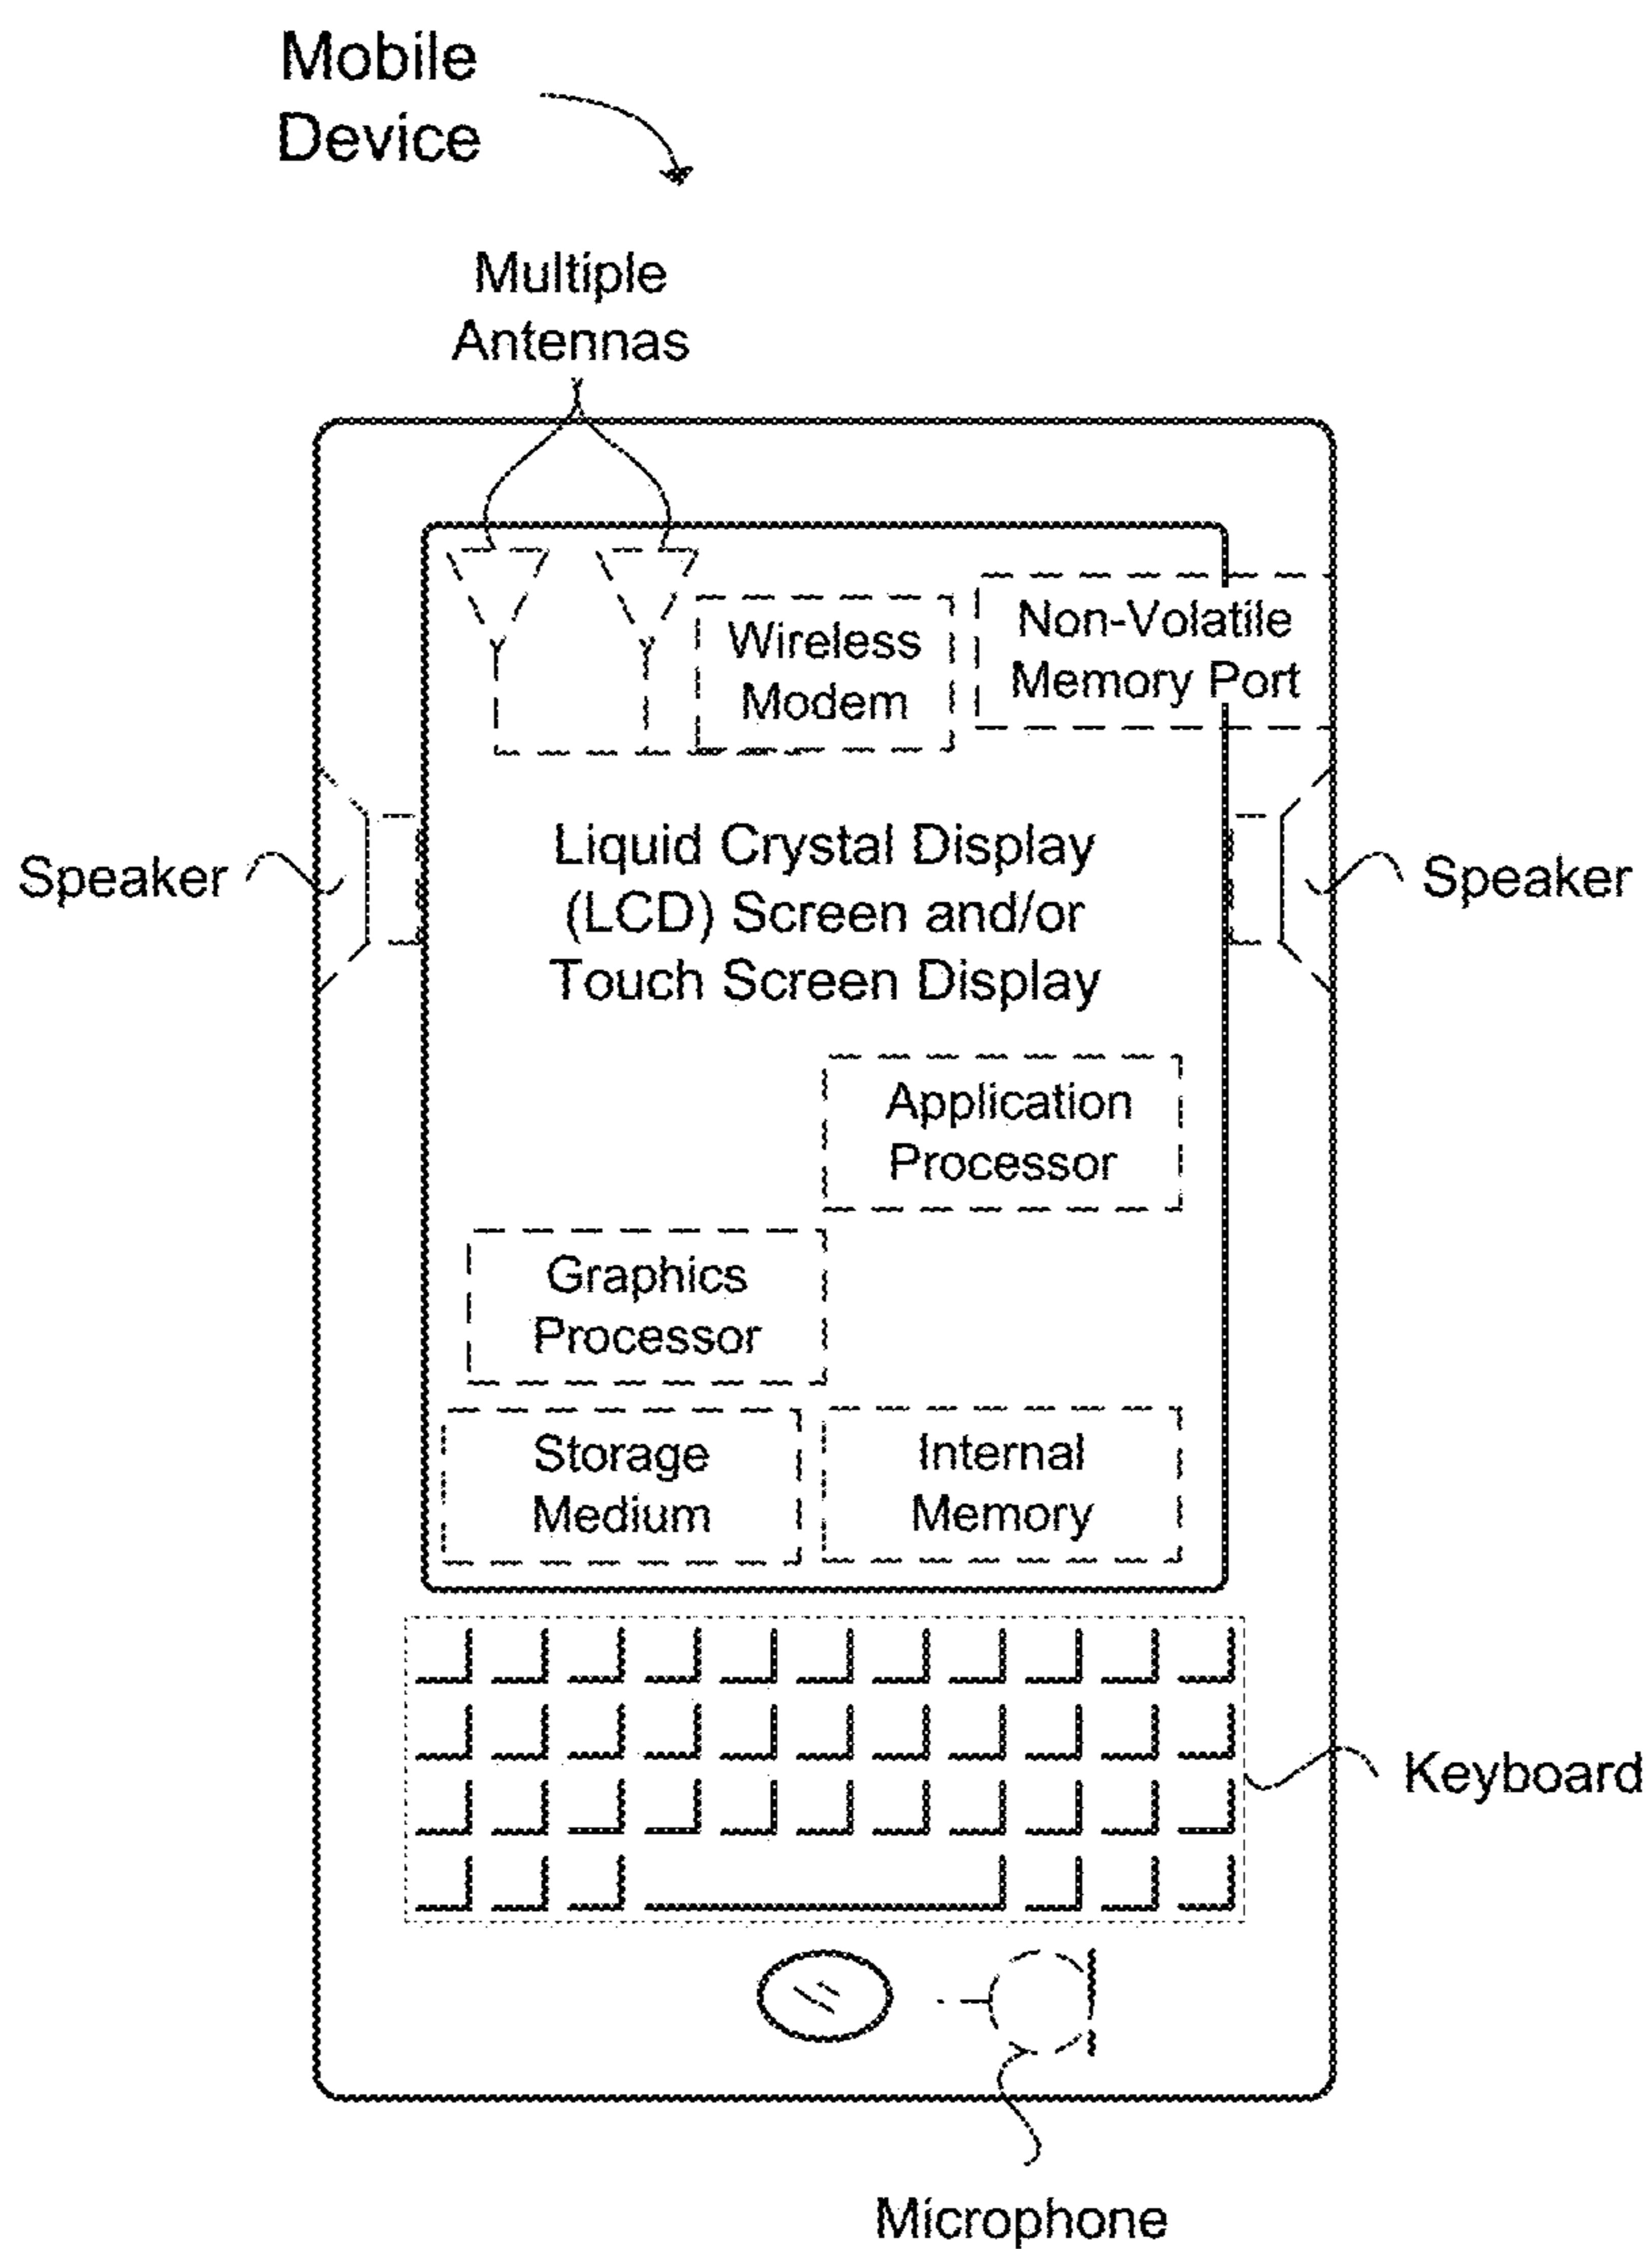 Mobile
Device
Multiple
Antennas
Wireless
Modem
Non-Volatile
Memory Port
Speaker
Liquid Crystal Display
(LCD) Screen and/or
Touch Screen Display
Speaker
Application
Processor
Graphics
Processor
Storage
Medium
Internal
Memory
Keyboard
Microphone